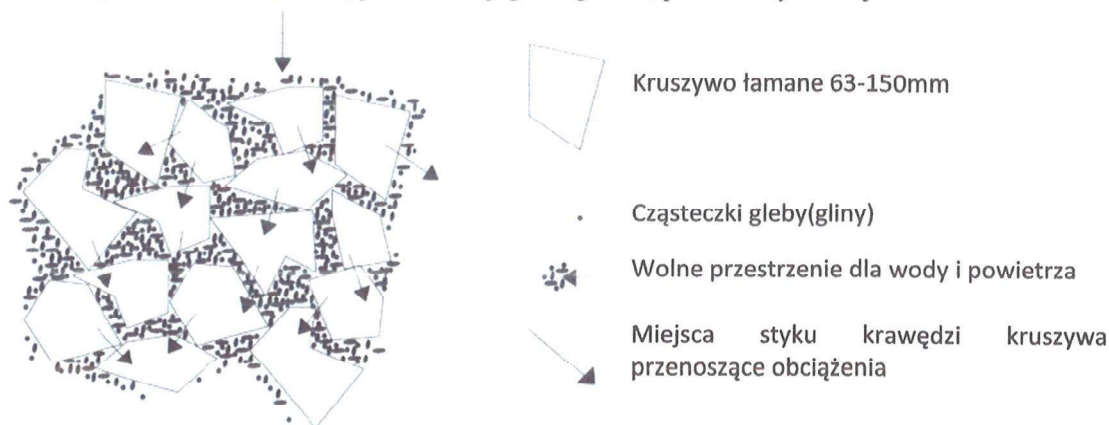 Kruszywo łamane 63-150mm
Cząsteczki gleby(gliny)
Wolne przestrzenie dla wody i powietrza
Miejsca styku krawędzi kruszywa
przenoszące obciążenia